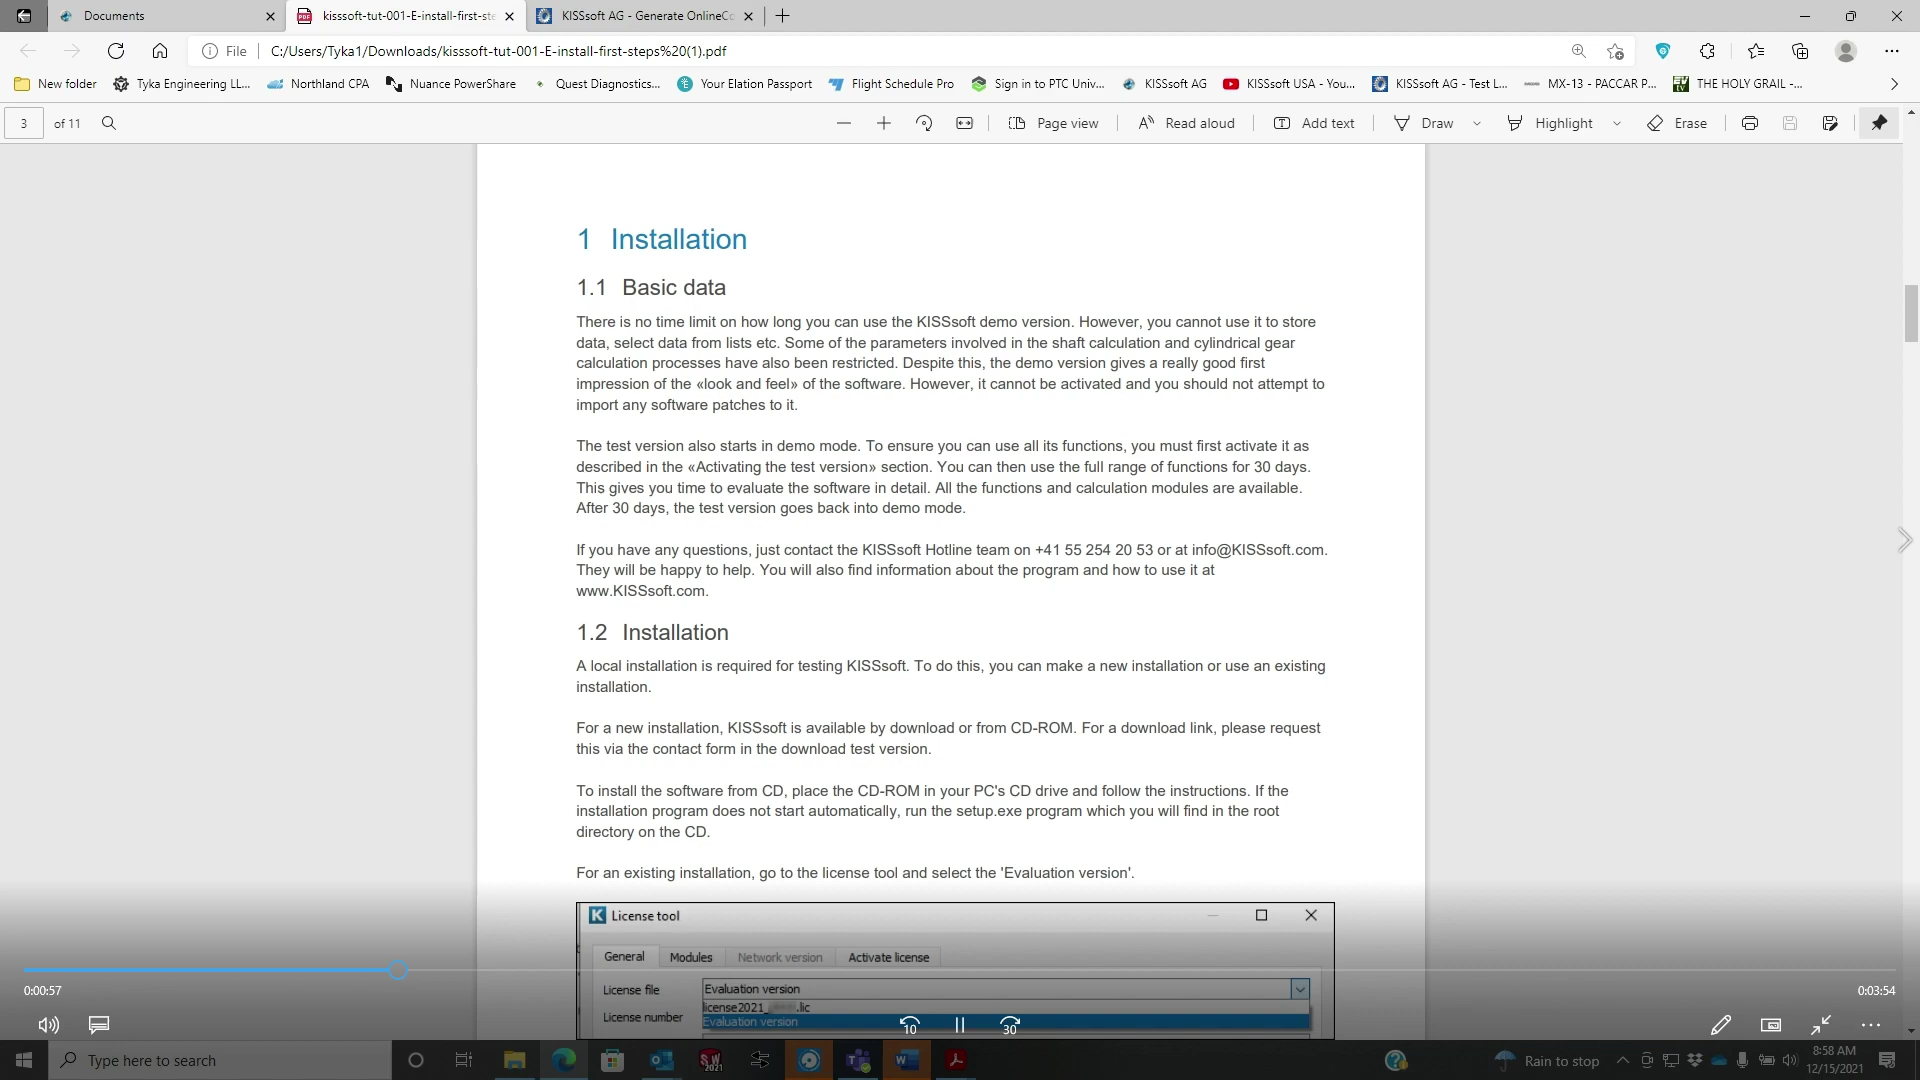 Documents
kisssoft-tut-001-E-install-first-ste
KISSsoft AG - Generate OnlineCo
File
C:/Users/Tyka1/Downloads/kisssoft-tut-001-E-install-first-steps%20(1).pdf
New folder
Tyka Engineering LL...
Northland CPA
Nuance PowerShare
Quest Diagnostics...
Your Elation Passport
Flight Schedule Pro
Sign in to PTC Univ...
KISSsoft AG
KISSsoft USA - You...
KISSsoft AG - Test L...
MX-13 - PACCAR P...
THE HOLY GRAIL -...
3 of 11
Page view
Read aloud
Add text
Draw
Highlight
Erase
1 Installation
1.1 Basic data
There is no time limit on how long you can use the KISSsoft demo version. However, you cannot use it to store
data, select data from lists etc. Some of the parameters involved in the shaft calculation and cylindrical gear
calculation processes have also been restricted. Despite this, the demo version gives a really good first
impression of the «look and feel» of the software. However, it cannot be activated and you should not attempt to
import any software patches to it.
The test version also starts in demo mode. To ensure you can use all its functions, you must first activate it as
described in the «Activating the test version» section. You can then use the full range of functions for 30 days.
This gives you time to evaluate the software in detail. All the functions and calculation modules are available.
After 30 days, the test version goes back into demo mode.
If you have any questions, just contact the KISSsoft Hotline team on +41 55 254 20 53 or at info@KISSsoft.com.
They will be happy to help. You will also find information about the program and how to use it at
www.KISSsoft.com.
1.2 Installation
A local installation is required for testing KISSsoft. To do this, you can make a new installation or use an existing
installation.
For a new installation, KISSsoft is available by download or from CD-ROM. For a download link, please request
this via the contact form in the download test version.
To install the software from CD, place the CD-ROM in your PC's CD drive and follow the instructions. If the
installation program does not start automatically, run the setup.exe program which you will find in the root
directory on the CD.
For an existing installation, go to the license tool and select the 'Evaluation version'.
K License tool
General
Modules
Network version
Activate license
License file
Evaluation version
license2021_ .lic
License number
Evaluation version
0:00:57
0:03:54
10
30
Type here to search
Rain to stop
8:58 AM
12/15/2021